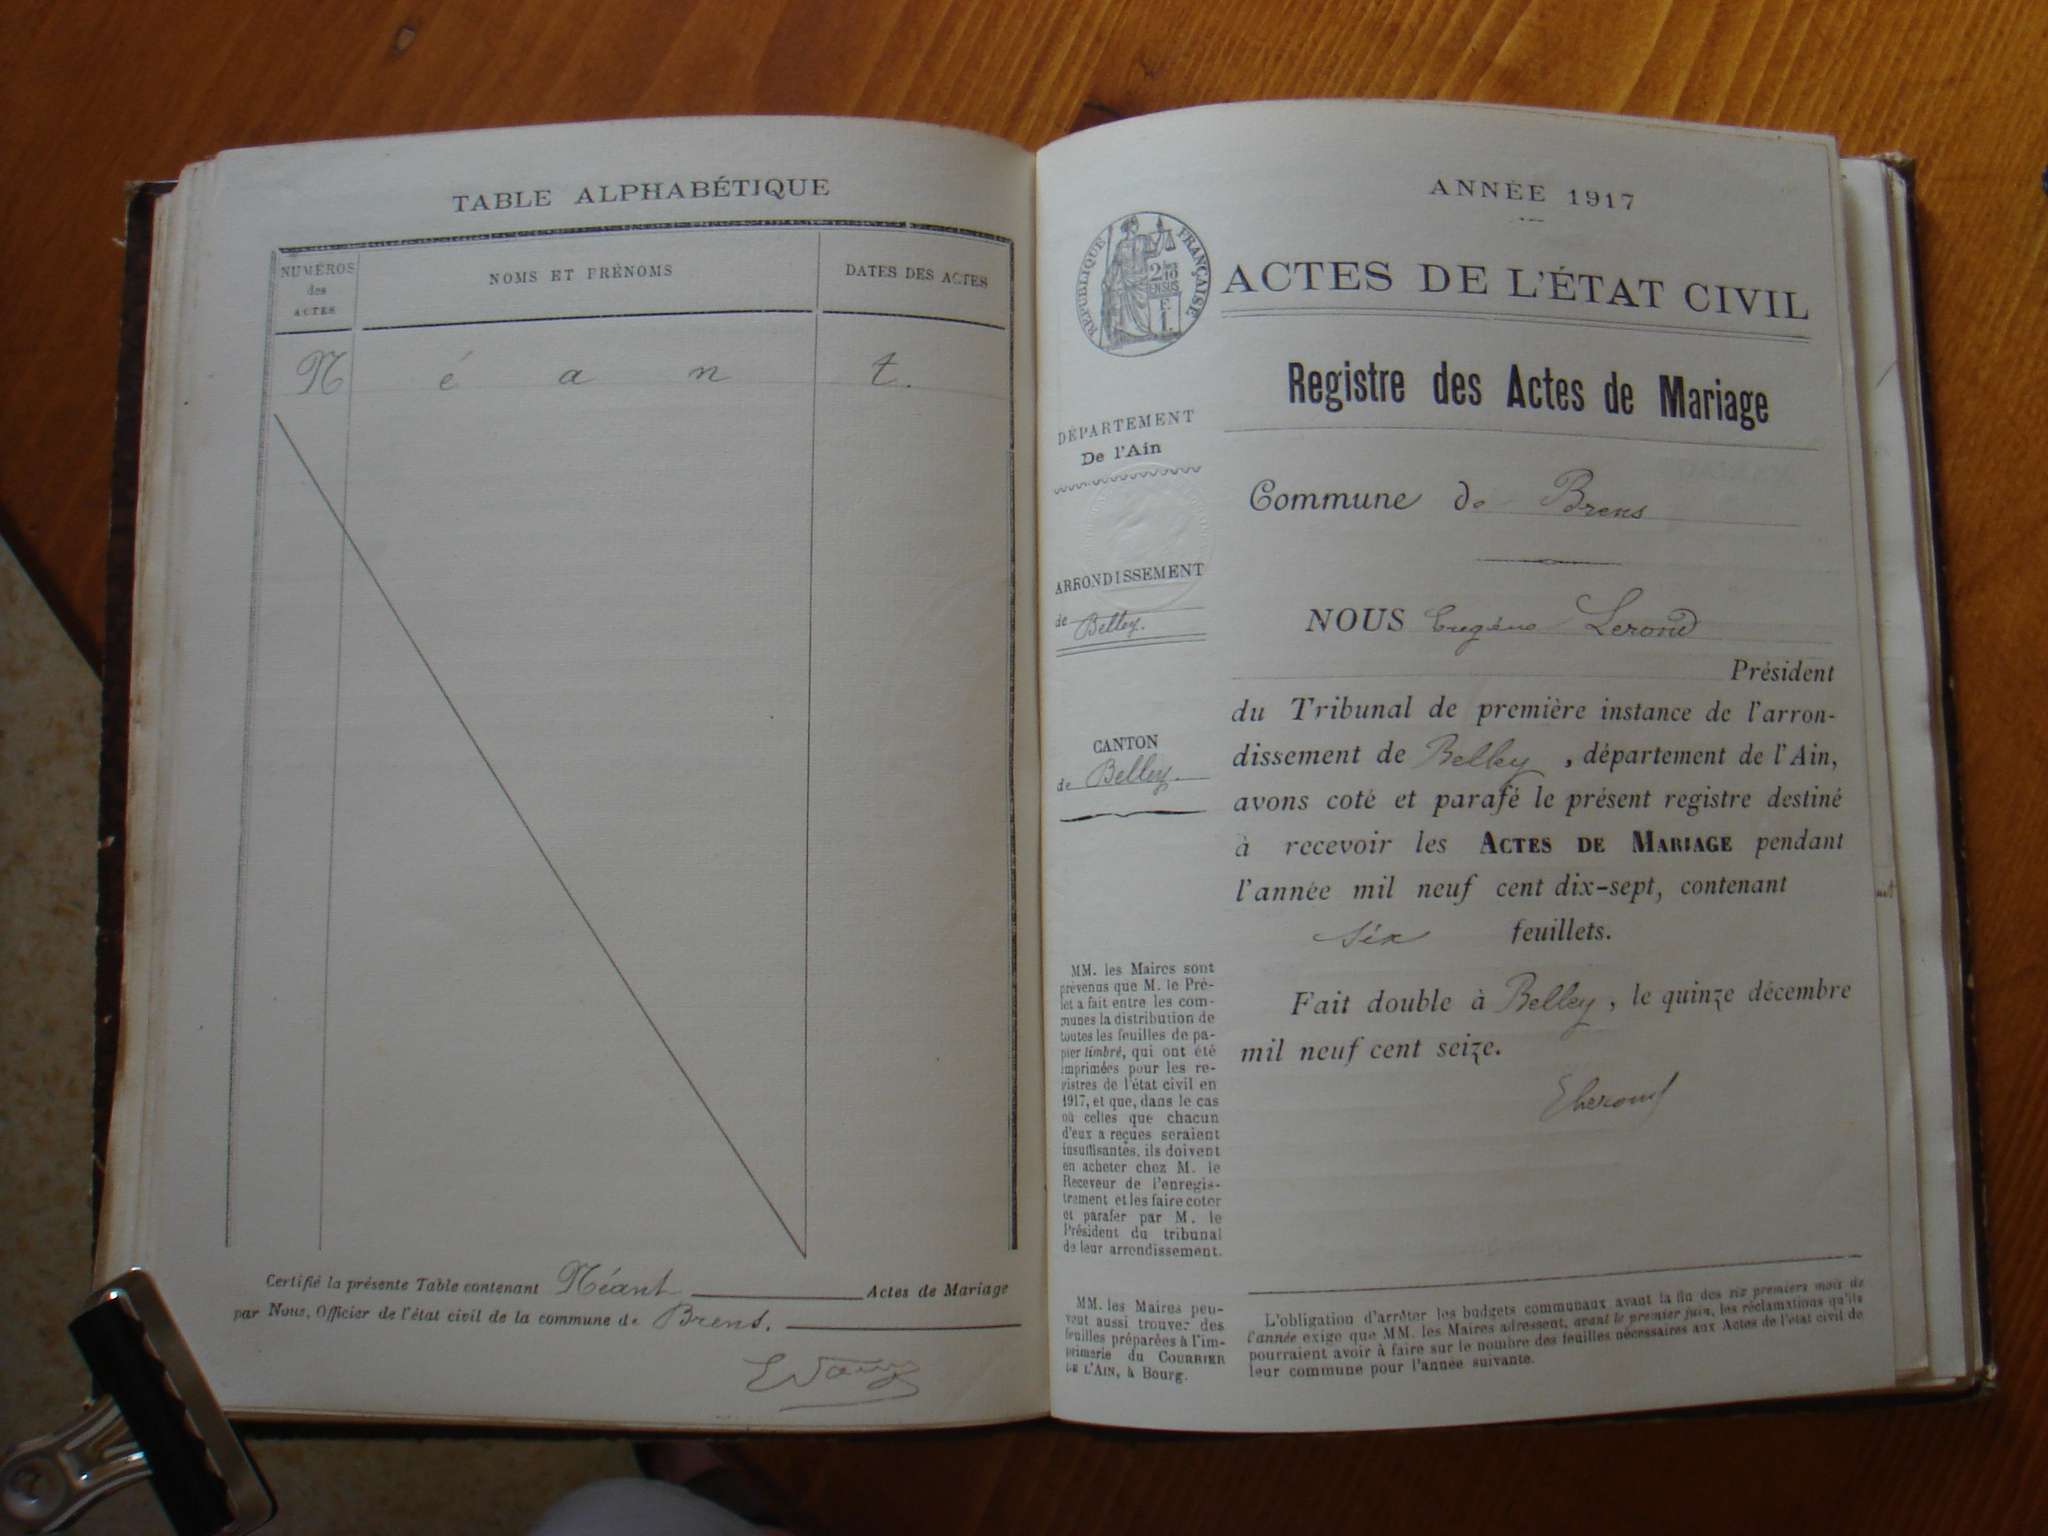 TABLE ALPHABÉTIQUE
NUMÉROS
des
ACTES
NOMS ET PRÉNOMS
DATES DES ACTES
N é a n t.
Certifié la présente Table contenant Néant Actes de Mariage
par Nous, Officier de l'état civil de la commune de Brens.
ANNÉE 1917
RÉPUBLIQUE FRANÇAISE
ACTES DE L'ÉTAT CIVIL
Registre des Actes de Mariage
DÉPARTEMENT
De l'Ain
Commune de Brens
ARRONDISSEMENT
de Belley.
NOUS Eugène Lerond
Président
du Tribunal de première instance de l'arron-
dissement de Belley, département de l'Ain,
avons coté et parafé le présent registre destiné
à recevoir les ACTES DE MARIAGE pendant
l'année mil neuf cent dix-sept, contenant
six feuillets.
Fait double à Belley, le quinze décembre
mil neuf cent seize.
CANTON
de Belley.
MM. les Maires sont
prévenus que M. le Pré-
fet a fait entre les com-
munes la distribution de
toutes les feuilles de pa-
pier timbré, qui ont été
imprimées pour les re-
gistres de l'état civil en
1917, et que, dans le cas
où celles que chacun
d'eux a reçues seraient
insuffisantes, ils doivent
en acheter chez M. le
Receveur de l'enregis-
trement et les faire coter
et parafer par M. le
Président du tribunal
de leur arrondissement.
MM. les Maires peu-
vent aussi trouver des
feuilles préparées à l'im-
primerie du COURRIER
DE L'AIN, à Bourg.
L'obligation d'arrêter les budgets communaux avant la fin des six premiers mois de
l'année exige que MM. les Maires adressent, avant le premier juin, les réclamations qu'ils
pourraient avoir à faire sur le nombre des feuilles nécessaires aux Actes de l'état civil de
leur commune pour l'année suivante.